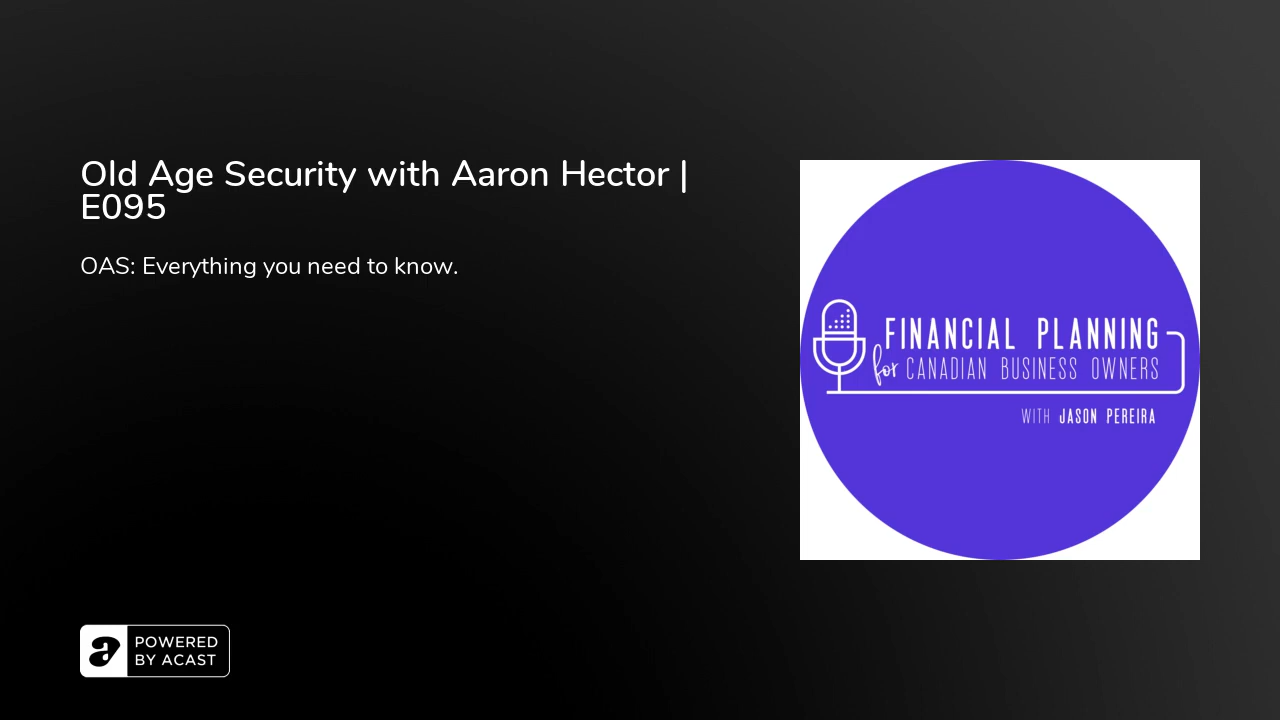 Old Age Security with Aaron Hector |
E095
OAS: Everything you need to know.
FINANCIAL PLANNING
for CANADIAN BUSINESS OWNERS
WITH JASON PEREIRA
POWERED
BY ACAST